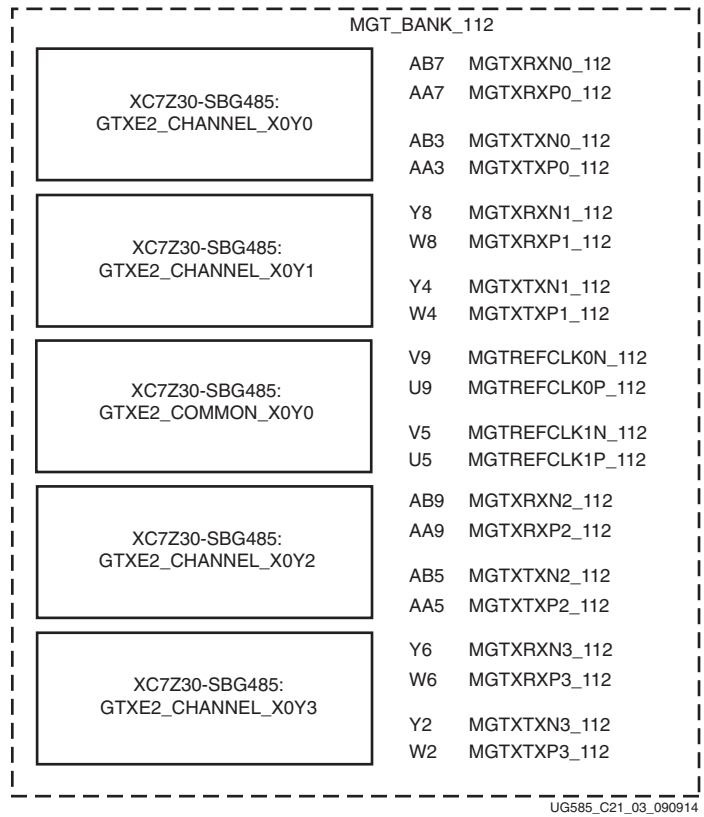 MGT_BANK_112
XC7Z30-SBG485:
GTXE2_CHANNEL_X0Y0
AB7 MGTXRXN0_112
AA7 MGTXRXP0_112
AB3 MGTXTXN0_112
AA3 MGTXTXP0_112
XC7Z30-SBG485:
GTXE2_CHANNEL_X0Y1
Y8 MGTXRXN1_112
W8 MGTXRXP1_112
Y4 MGTXTXN1_112
W4 MGTXTXP1_112
XC7Z30-SBG485:
GTXE2_COMMON_X0Y0
V9 MGTREFCLK0N_112
U9 MGTREFCLK0P_112
V5 MGTREFCLK1N_112
U5 MGTREFCLK1P_112
XC7Z30-SBG485:
GTXE2_CHANNEL_X0Y2
AB9 MGTXRXN2_112
AA9 MGTXRXP2_112
AB5 MGTXTXN2_112
AA5 MGTXTXP2_112
XC7Z30-SBG485:
GTXE2_CHANNEL_X0Y3
Y6 MGTXRXN3_112
W6 MGTXRXP3_112
Y2 MGTXTXN3_112
W2 MGTXTXP3_112
UG585_C21_03_090914